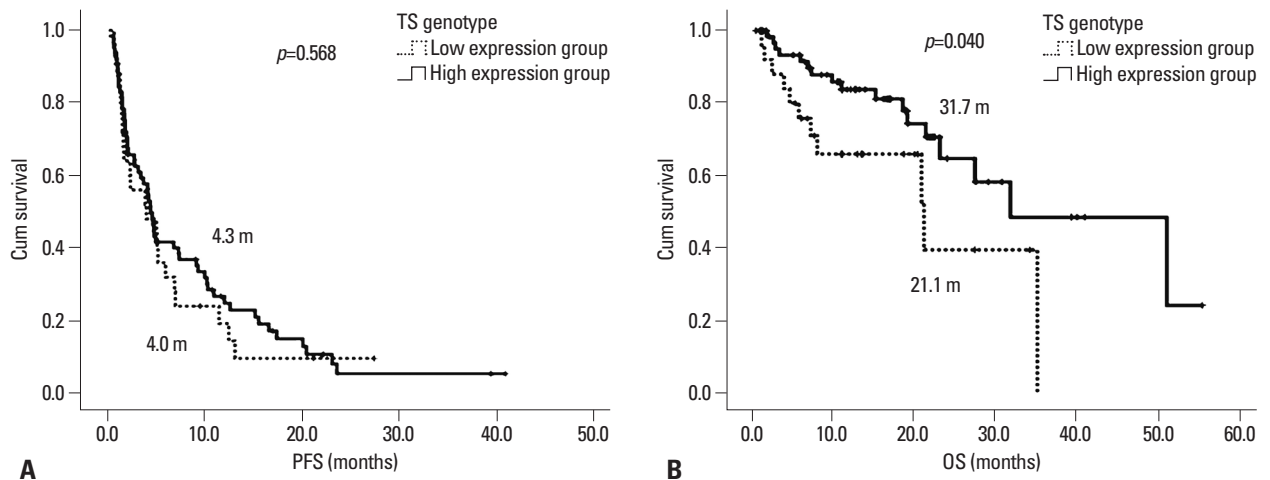 TS genotype
Low expression group
High expression group
p=0.568
4.3 m
4.0 m
Cum survival
1.0
0.8
0.6
0.4
0.2
0.0
0.0 10.0 20.0 30.0 40.0 50.0
PFS (months)
A
TS genotype
Low expression group
High expression group
p=0.040
31.7 m
21.1 m
Cum survival
1.0
0.8
0.6
0.4
0.2
0.0
0.0 10.0 20.0 30.0 40.0 50.0 60.0
OS (months)
B